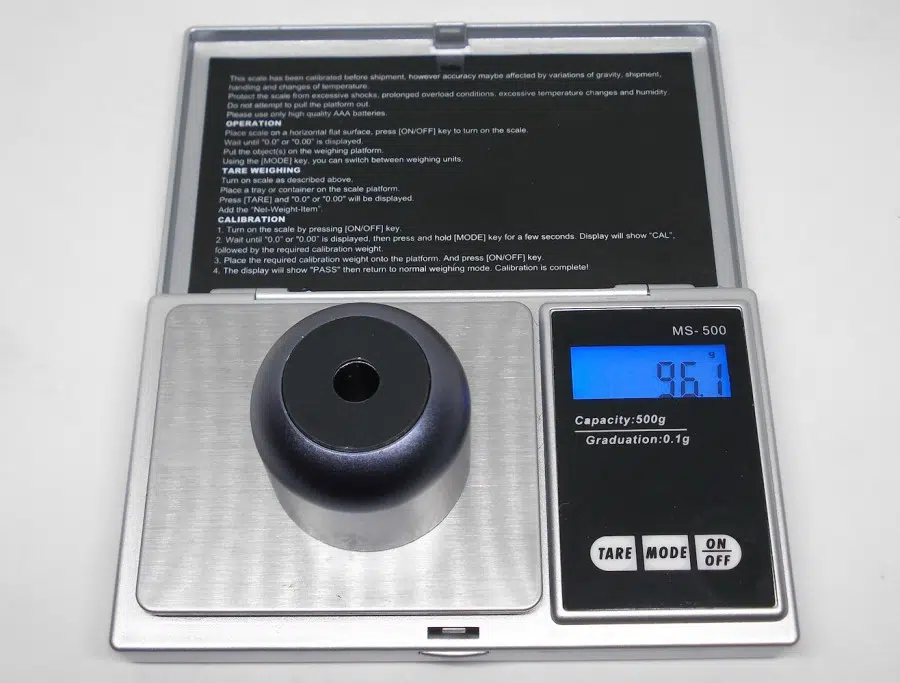 This scale has been calibrated before shipment, however accuracy maybe affected by variations of gravity, shipment,
handling and changes of temperature.
Protect the scale from excessive shocks, prolonged overload conditions, excessive temperature changes and humidity.
Do not attempt to pull the platform out.
Please use only high quality AAA batteries.
OPERATION
Place scale on a horizontal flat surface, press [ON/OFF] key to turn on the scale.
Wait until "0.0" or "0.00" is displayed.
Put the object(s) on the weighing platform.
Using the [MODE] key, you can switch between weighing units.
TARE WEIGHING
Turn on scale as described above.
Place a tray or container on the scale platform.
Press [TARE] and "0.0" or "0.00" will be displayed.
Add the "Net-Weight-Item".
CALIBRATION
1. Turn on the scale by pressing [ON/OFF] key.
2. Wait until "0.0" or "0.00" is displayed, then press and hold [MODE] key for a few seconds. Display will show "CAL",
followed by the required calibration weight.
3. Place the required calibration weight onto the platform. And press [ON/OFF] key.
4. The display will show "PASS" then return to normal weighing mode. Calibration is complete!
MS-500
g
96.1
Capacity:500g
Graduation:0.1g
TARE MODE ON
OFF